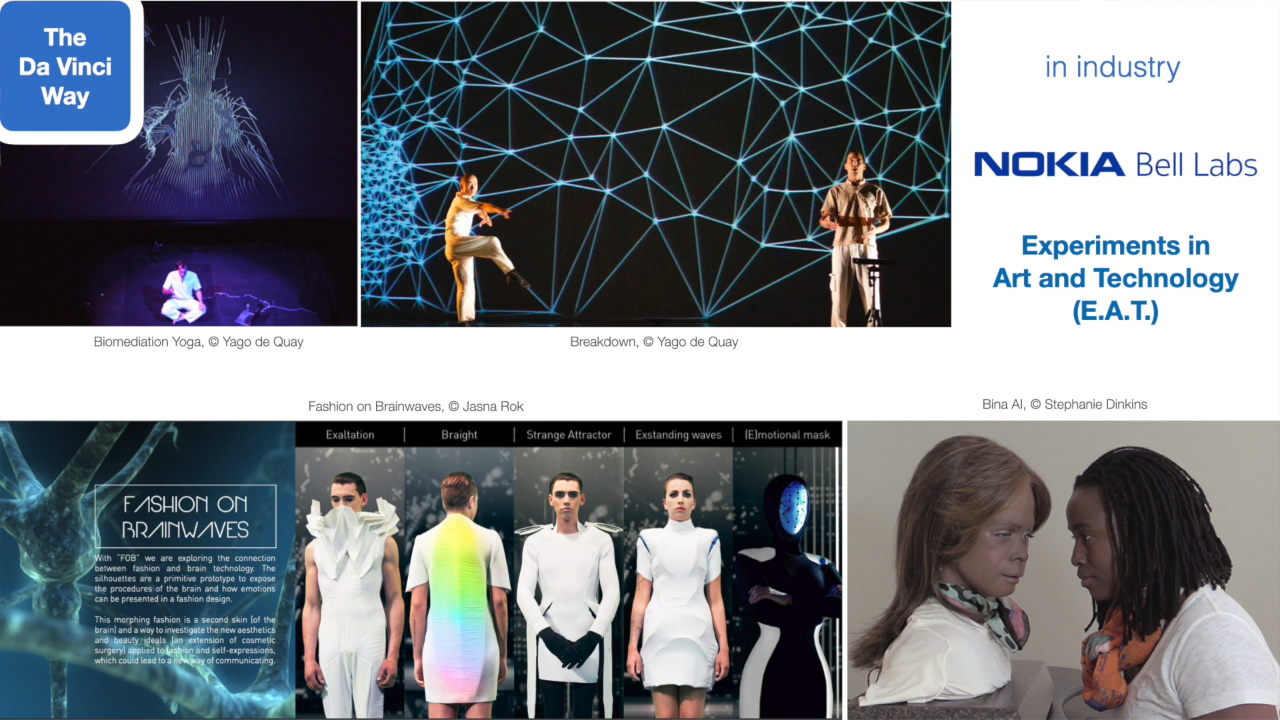 The
Da Vinci
Way
in industry
NOKIA Bell Labs
Experiments in
Art and Technology
(E.A.T.)
Biomediation Yoga, © Yago de Quay
Breakdown, © Yago de Quay
Fashion on Brainwaves, © Jasna Rok
Bina AI, © Stephanie Dinkins
Exaltation | Braight | Strange Attractor | Exstanding waves | [E]motional mask
FASHION ON
BRAINWAVES
With "FOB" we are exploring the connection
between fashion and brain technology. The
silhouettes are a primitive prototype to expose
the procedures of the brain and how emotions
can be presented in a fashion design.
This morphing fashion is a second skin [of the
brain] and a way to investigate the new aesthetics
and beauty ideals [an extension of cosmetic
surgery] applied to fashion and self-expressions,
which could lead to a new way of communicating.